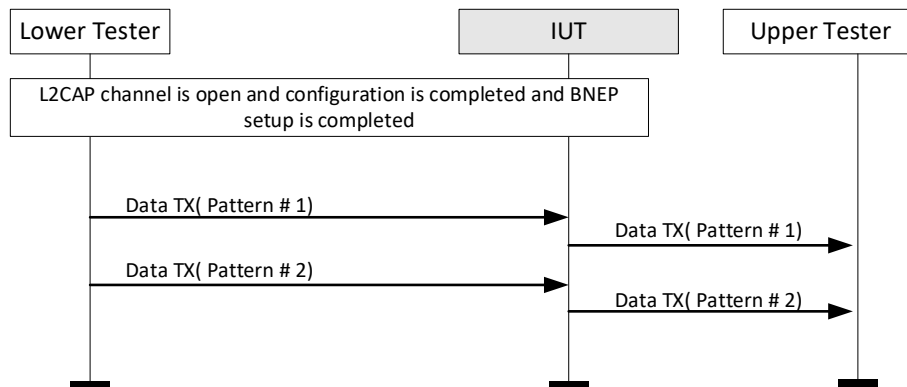 Lower Tester
IUT
Upper Tester
L2CAP channel is open and configuration is completed and BNEP
setup is completed
Data TX( Pattern # 1)
Data TX( Pattern # 1)
Data TX( Pattern # 2)
Data TX( Pattern # 2)